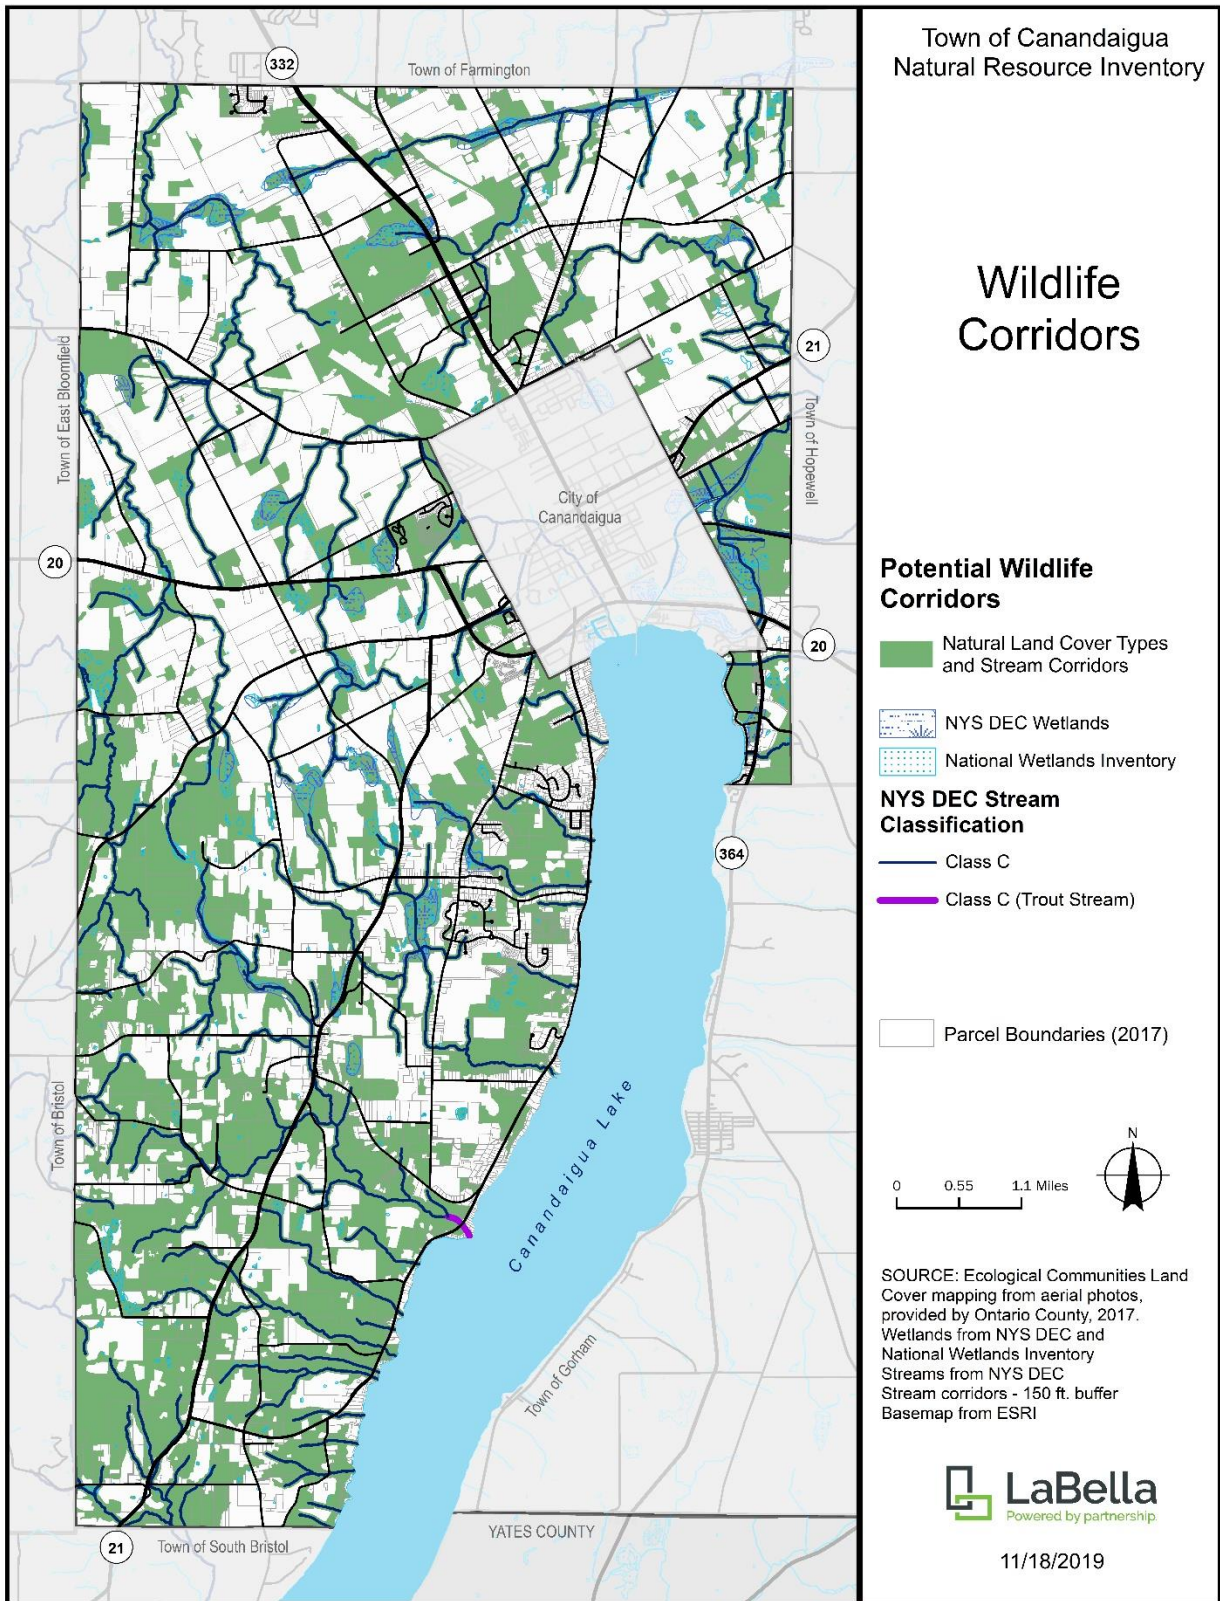 332
Town of Farmington
Town of East Bloomfield
21
Town of Hopewell
City of
Canandaigua
20
20
364
Canandaigua Lake
Town of Bristol
Town of Gorham
YATES COUNTY
21
Town of South Bristol
Town of Canandaigua
Natural Resource Inventory
Wildlife
Corridors
Potential Wildlife
Corridors
Natural Land Cover Types
and Stream Corridors
NYS DEC Wetlands
National Wetlands Inventory
NYS DEC Stream
Classification
Class C
Class C (Trout Stream)
Parcel Boundaries (2017)
N
0 0.55 1.1 Miles
SOURCE: Ecological Communities Land
Cover mapping from aerial photos,
provided by Ontario County, 2017.
Wetlands from NYS DEC and
National Wetlands Inventory
Streams from NYS DEC
Stream corridors - 150 ft. buffer
Basemap from ESRI
LaBella
Powered by partnership
11/18/2019